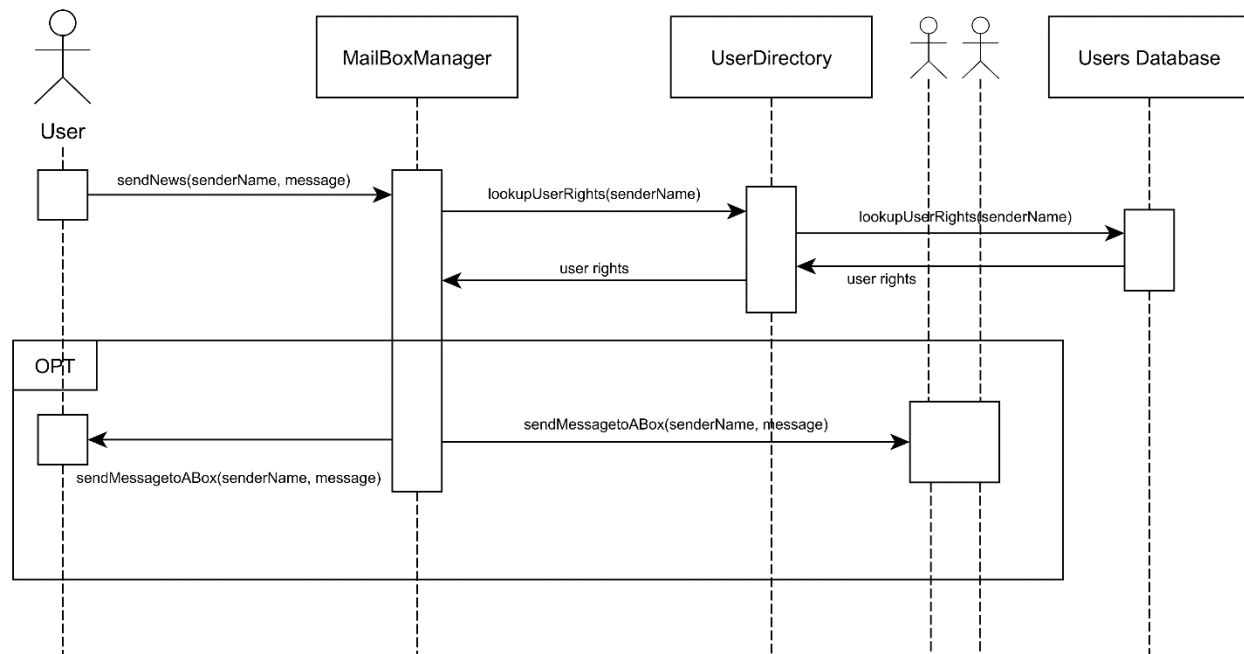 MailBoxManager
UserDirectory
Users Database
User
sendNews(senderName, message)
lookupUserRights(senderName)
lookupUserRights(senderName)
user rights
user rights
OPT
sendMessagetoABox(senderName, message)
sendMessagetoABox(senderName, message)